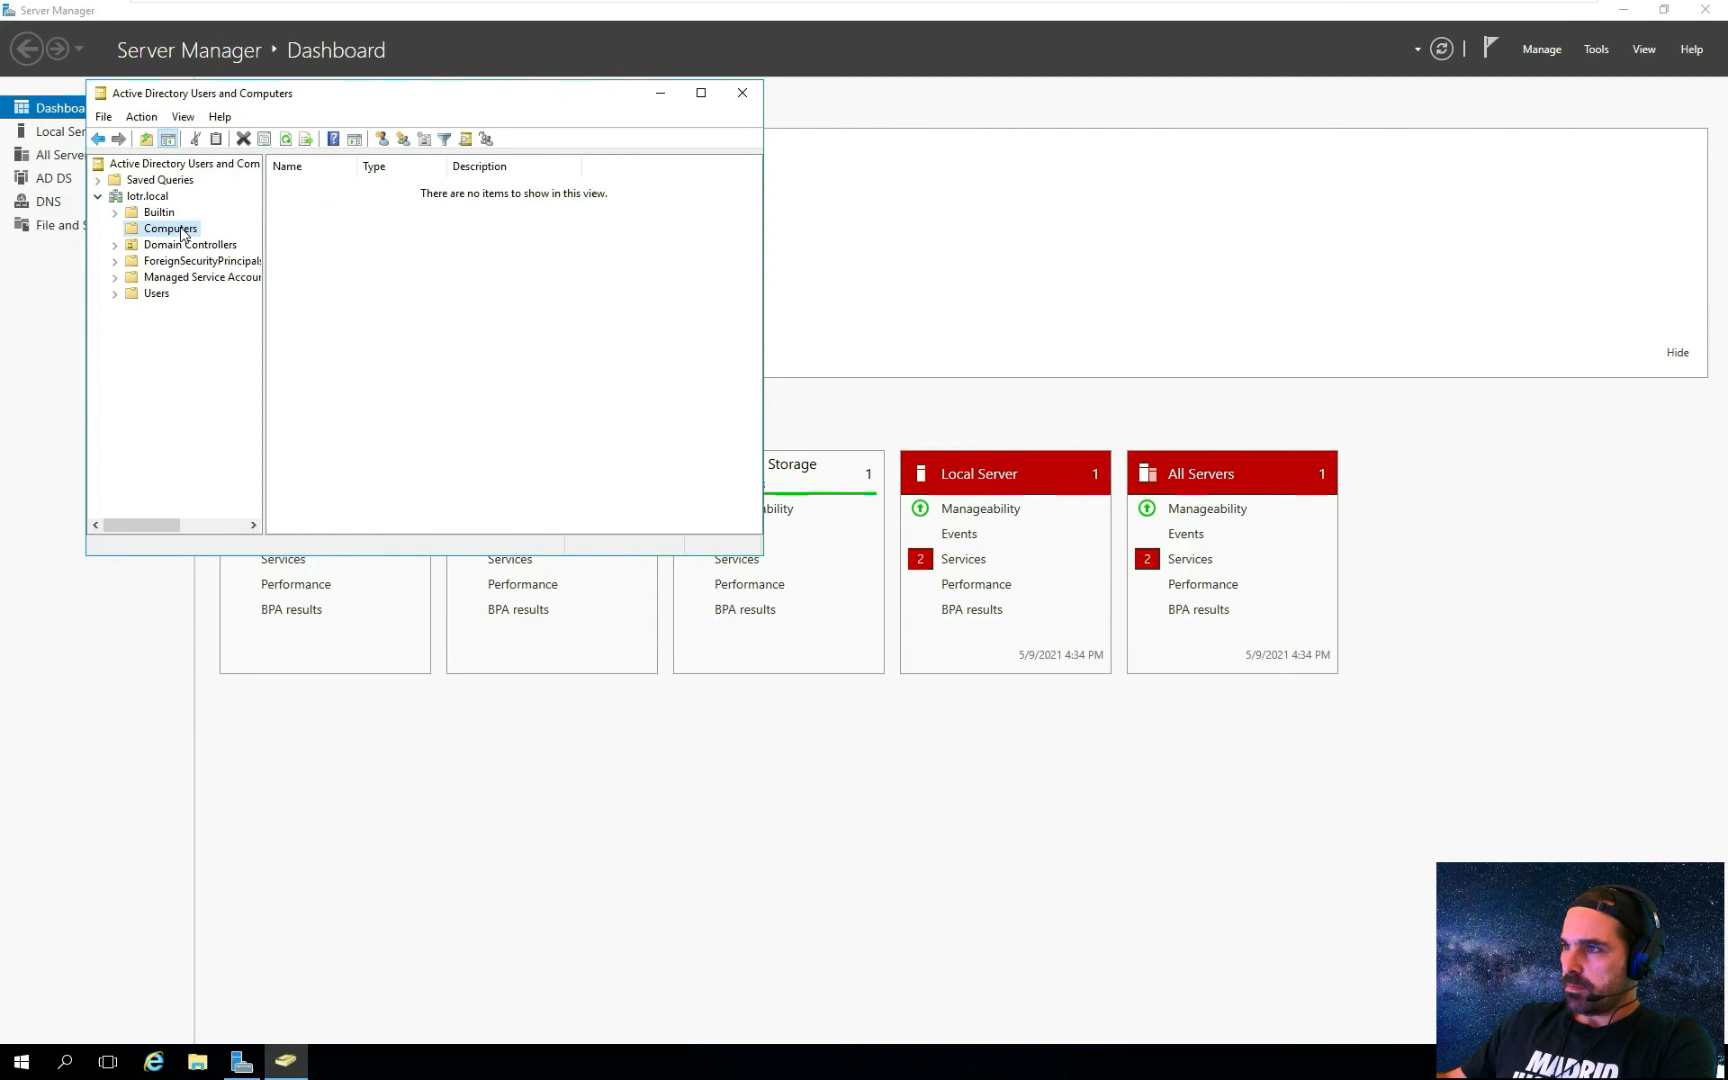 Server Manager
Server Manager ‣ Dashboard
Manage Tools View Help
Dashboa
Local Ser
All Serve
AD DS
DNS
File and S
Active Directory Users and Computers
File Action View Help
Active Directory Users and Com
Saved Queries
lotr.local
Builtin
Computers
Domain Controllers
ForeignSecurityPrincipals
Managed Service Accour
Users
Name Type Description
There are no items to show in this view.
Hide
Storage 1
Local Server 1
All Servers 1
bility
Manageability
Manageability
Events
Events
Services
Services
Services
2 Services
2 Services
Performance
Performance
Performance
Performance
Performance
BPA results
BPA results
BPA results
BPA results
BPA results
5/9/2021 4:34 PM
5/9/2021 4:34 PM
MADRID